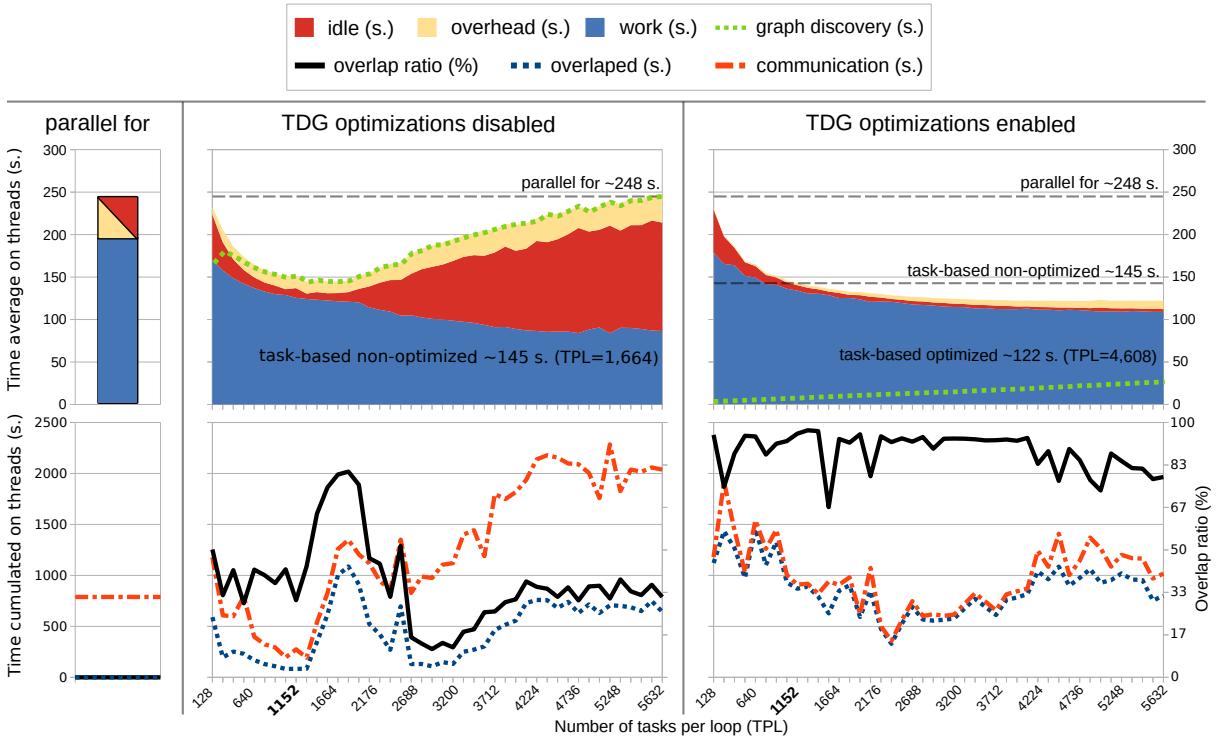 idle (s.) overhead (s.) work (s.) graph discovery (s.)
overlap ratio (%) overlaped (s.) communication (s.)
parallel for TDG optimizations disabled TDG optimizations enabled
Time average on threads (s.)
300
250
200
150
100
50
0
parallel for ~248 s.
task-based non-optimized ~145 s. (TPL=1,664)
parallel for ~248 s.
task-based non-optimized ~145 s.
task-based optimized ~122 s. (TPL=4,608)
300
250
200
150
100
50
0
Time cumulated on threads (s.)
2500
2000
1500
1000
500
0
100
83
67
50
33
17
0
Overlap ratio (%)
128 640 1152 1664 2176 2688 3200 3712 4224 4736 5248 5632
128 640 1152 1664 2176 2688 3200 3712 4224 4736 5248 5632
Number of tasks per loop (TPL)